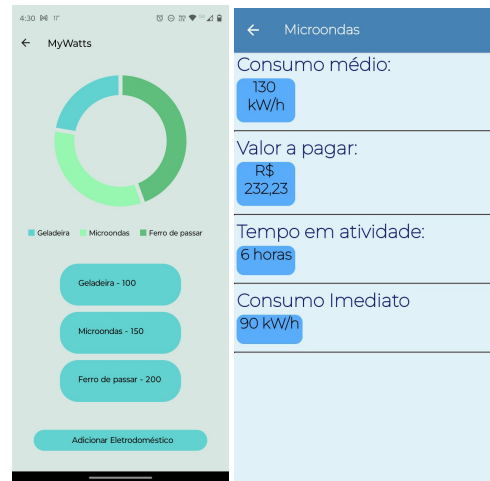 4:30
MyWatts
Geladeira Microondas Ferro de passar
Geladeira - 100
Microondas - 150
Ferro de passar - 200
Adicionar Eletrodoméstico
Microondas
Consumo médio:
130
kW/h
Valor a pagar:
R$
232,23
Tempo em atividade:
6 horas
Consumo Imediato
90 kW/h